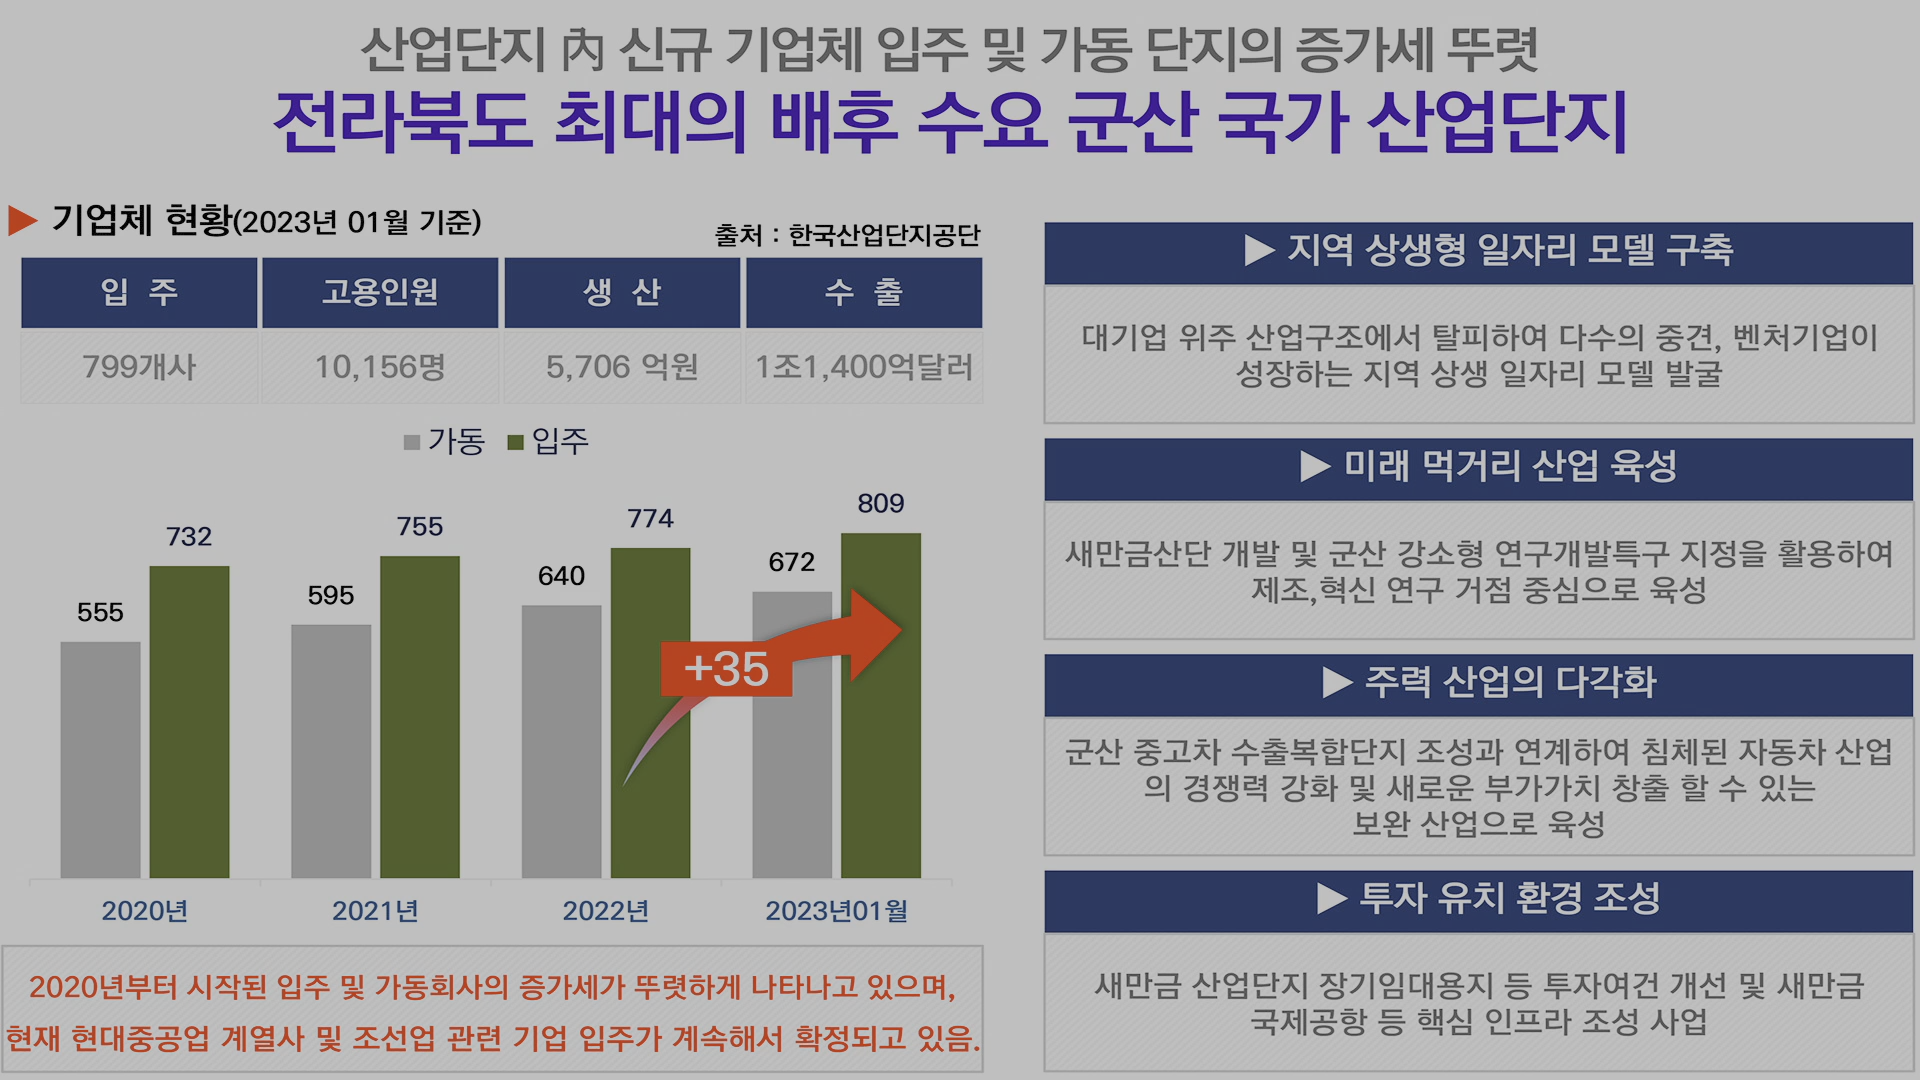 산업단지 內 신규 기업체 입주 및 가동 단지의 증가세 뚜렷
전라북도 최대의 배후 수요 군산 국가 산업단지
▶ 기업체 현황(2023년 01월 기준)
출처 : 한국산업단지공단
입 주 고용인원 생 산 수 출
799개사 10,156명 5,706 억원 1조1,400억달러
가동 입주
555 732 595 755 640 774 672 809
+35
2020년 2021년 2022년 2023년01월
2020년부터 시작된 입주 및 가동회사의 증가세가 뚜렷하게 나타나고 있으며,
현재 현대중공업 계열사 및 조선업 관련 기업 입주가 계속해서 확정되고 있음.
▶ 지역 상생형 일자리 모델 구축
대기업 위주 산업구조에서 탈피하여 다수의 중견, 벤처기업이
성장하는 지역 상생 일자리 모델 발굴
▶ 미래 먹거리 산업 육성
새만금산단 개발 및 군산 강소형 연구개발특구 지정을 활용하여
제조,혁신 연구 거점 중심으로 육성
▶ 주력 산업의 다각화
군산 중고차 수출복합단지 조성과 연계하여 침체된 자동차 산업
의 경쟁력 강화 및 새로운 부가가치 창출 할 수 있는
보완 산업으로 육성
▶ 투자 유치 환경 조성
새만금 산업단지 장기임대용지 등 투자여건 개선 및 새만금
국제공항 등 핵심 인프라 조성 사업